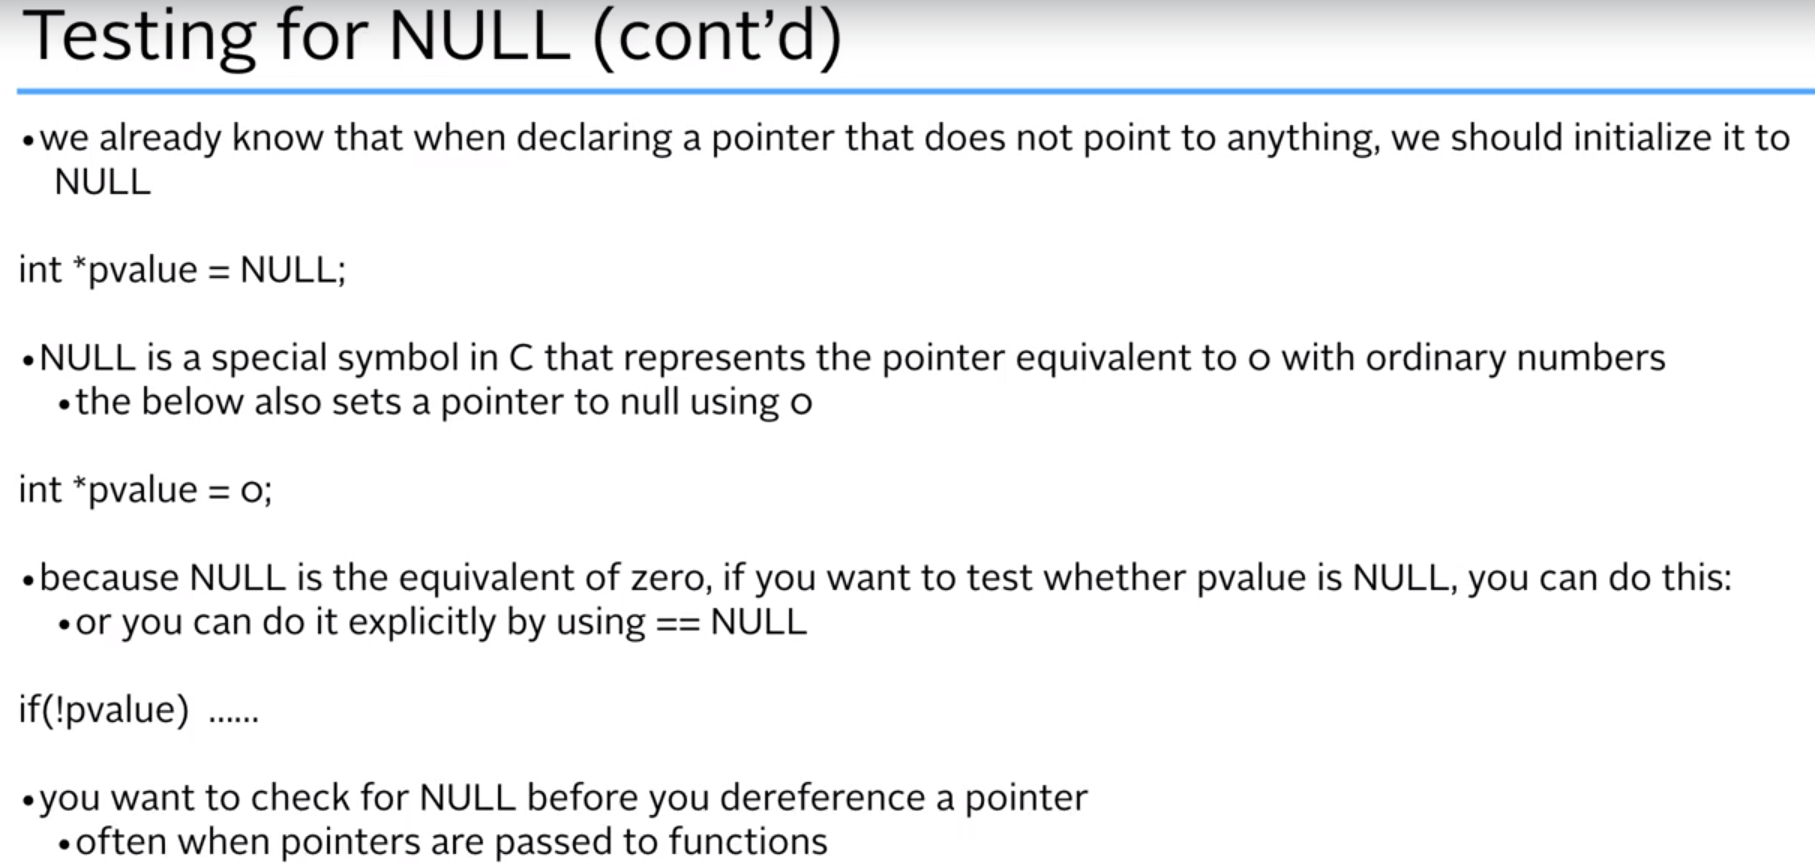 Testing for NULL (cont’d)
•we already know that when declaring a pointer that does not point to anything, we should initialize it to
NULL
int *pvalue = NULL;
•NULL is a special symbol in C that represents the pointer equivalent to 0 with ordinary numbers
•the below also sets a pointer to null using 0
int *pvalue = 0;
•because NULL is the equivalent of zero, if you want to test whether pvalue is NULL, you can do this:
•or you can do it explicitly by using == NULL
if(!pvalue) ......
•you want to check for NULL before you dereference a pointer
•often when pointers are passed to functions